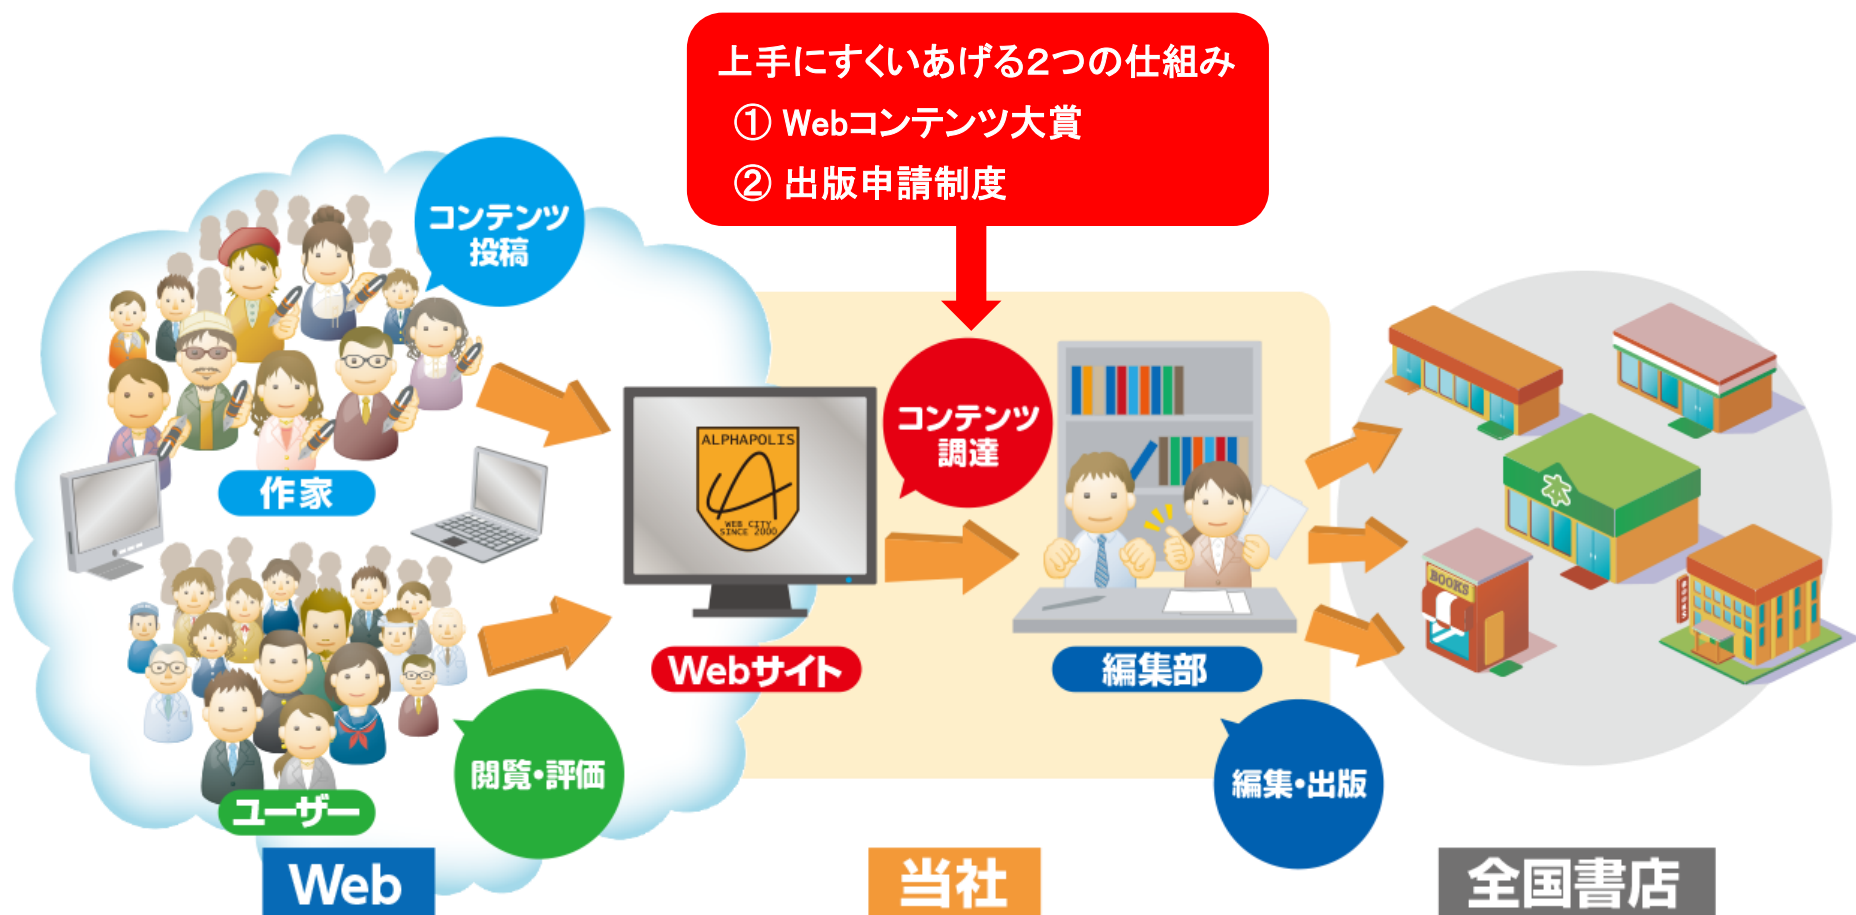 上手にすくいあげる2つの仕組み
① Webコンテンツ大賞
② 出版申請制度
コンテンツ
投稿
作家
ユーザー
閲覧・評価
Web
ALPHAPOLIS
WEB CITY
SINCE 2000
Webサイト
コンテンツ
調達
編集部
編集・出版
当社
本
BOOKS
BOOKS
全国書店